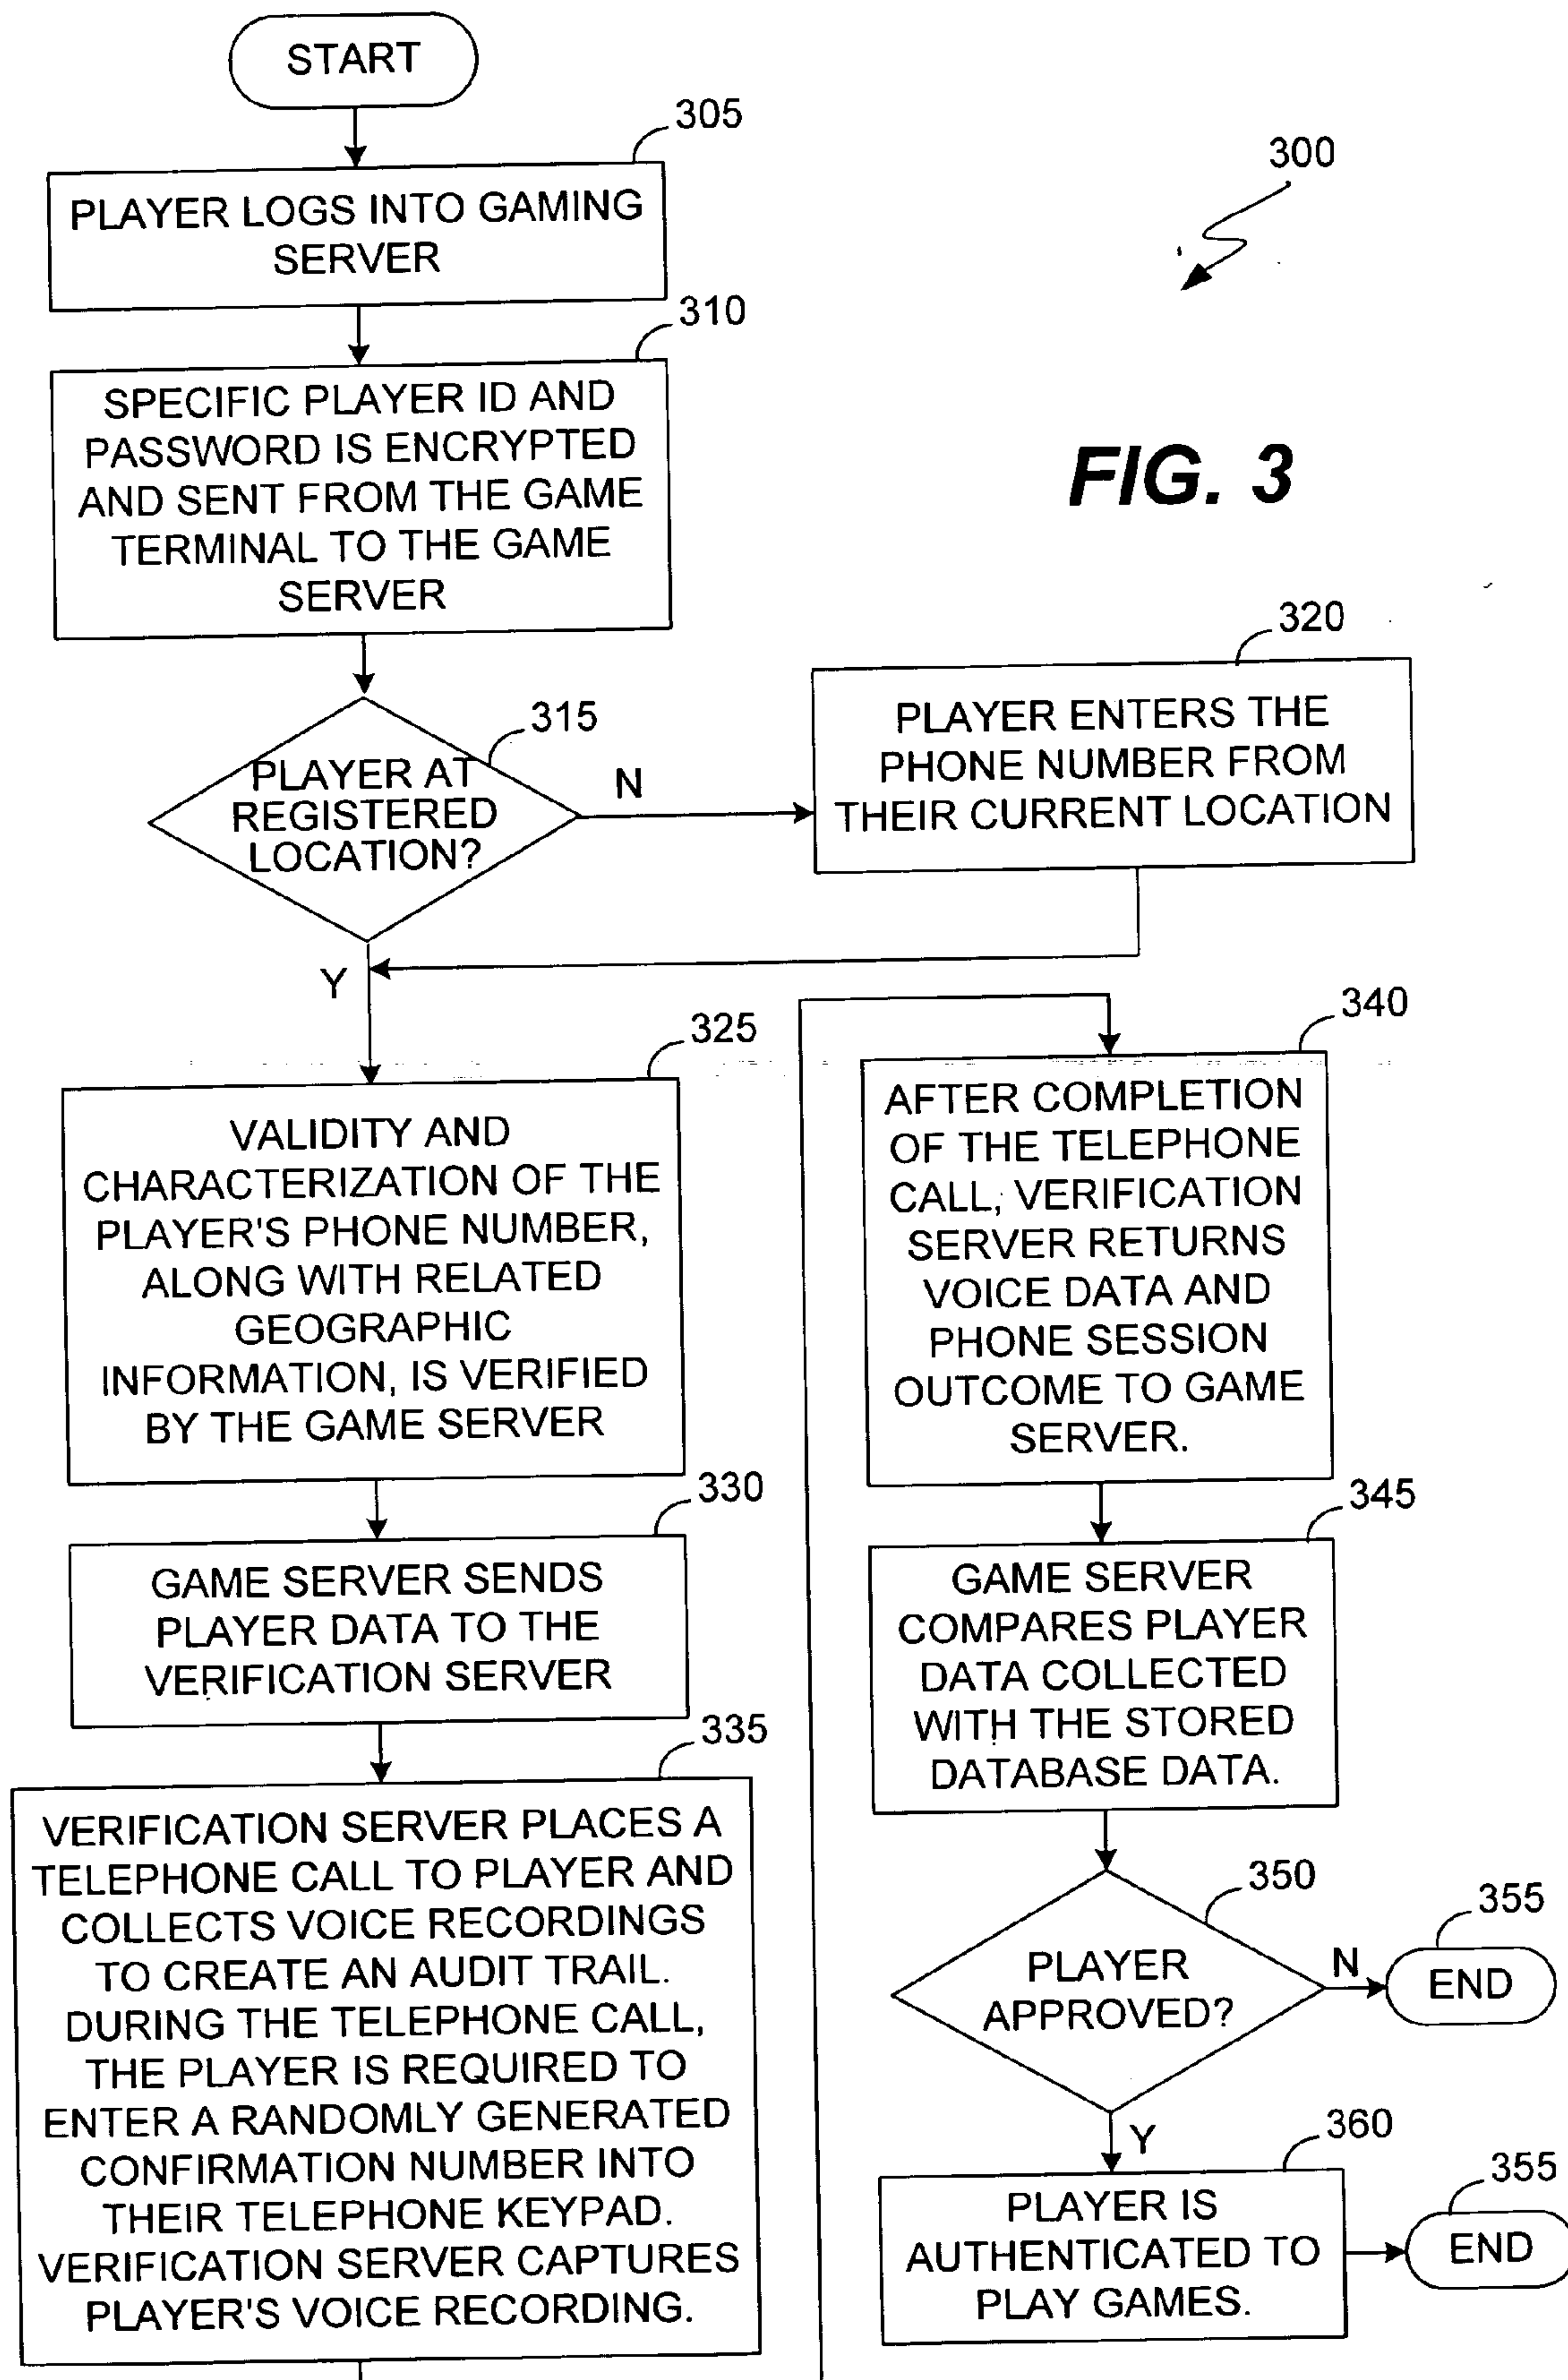 START
305
PLAYER LOGS INTO GAMING
SERVER
300
310
SPECIFIC PLAYER ID AND
PASSWORD IS ENCRYPTED
AND SENT FROM THE GAME
TERMINAL TO THE GAME
SERVER
FIG. 3
315
PLAYER AT
REGISTERED
LOCATION?
N
Y
320
PLAYER ENTERS THE
PHONE NUMBER FROM
THEIR CURRENT LOCATION
325
VALIDITY AND
CHARACTERIZATION OF THE
PLAYER'S PHONE NUMBER,
ALONG WITH RELATED
GEOGRAPHIC
INFORMATION, IS VERIFIED
BY THE GAME SERVER
330
GAME SERVER SENDS
PLAYER DATA TO THE
VERIFICATION SERVER
335
VERIFICATION SERVER PLACES A
TELEPHONE CALL TO PLAYER AND
COLLECTS VOICE RECORDINGS
TO CREATE AN AUDIT TRAIL.
DURING THE TELEPHONE CALL,
THE PLAYER IS REQUIRED TO
ENTER A RANDOMLY GENERATED
CONFIRMATION NUMBER INTO
THEIR TELEPHONE KEYPAD.
VERIFICATION SERVER CAPTURES
PLAYER'S VOICE RECORDING.
340
AFTER COMPLETION
OF THE TELEPHONE
CALL, VERIFICATION
SERVER RETURNS
VOICE DATA AND
PHONE SESSION
OUTCOME TO GAME
SERVER.
345
GAME SERVER
COMPARES PLAYER
DATA COLLECTED
WITH THE STORED
DATABASE DATA.
350
PLAYER
APPROVED?
N
355
END
Y
360
PLAYER IS
AUTHENTICATED TO
PLAY GAMES.
355
END